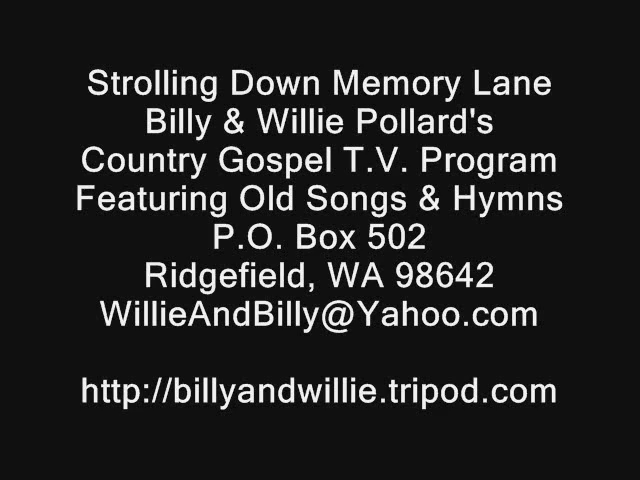 Strolling Down Memory Lane
Billy & Willie Pollard's
Country Gospel T.V. Program
Featuring Old Songs & Hymns
P.O. Box 502
Ridgefield, WA 98642
WillieAndBilly@Yahoo.com
http://billyandwillie.tripod.com